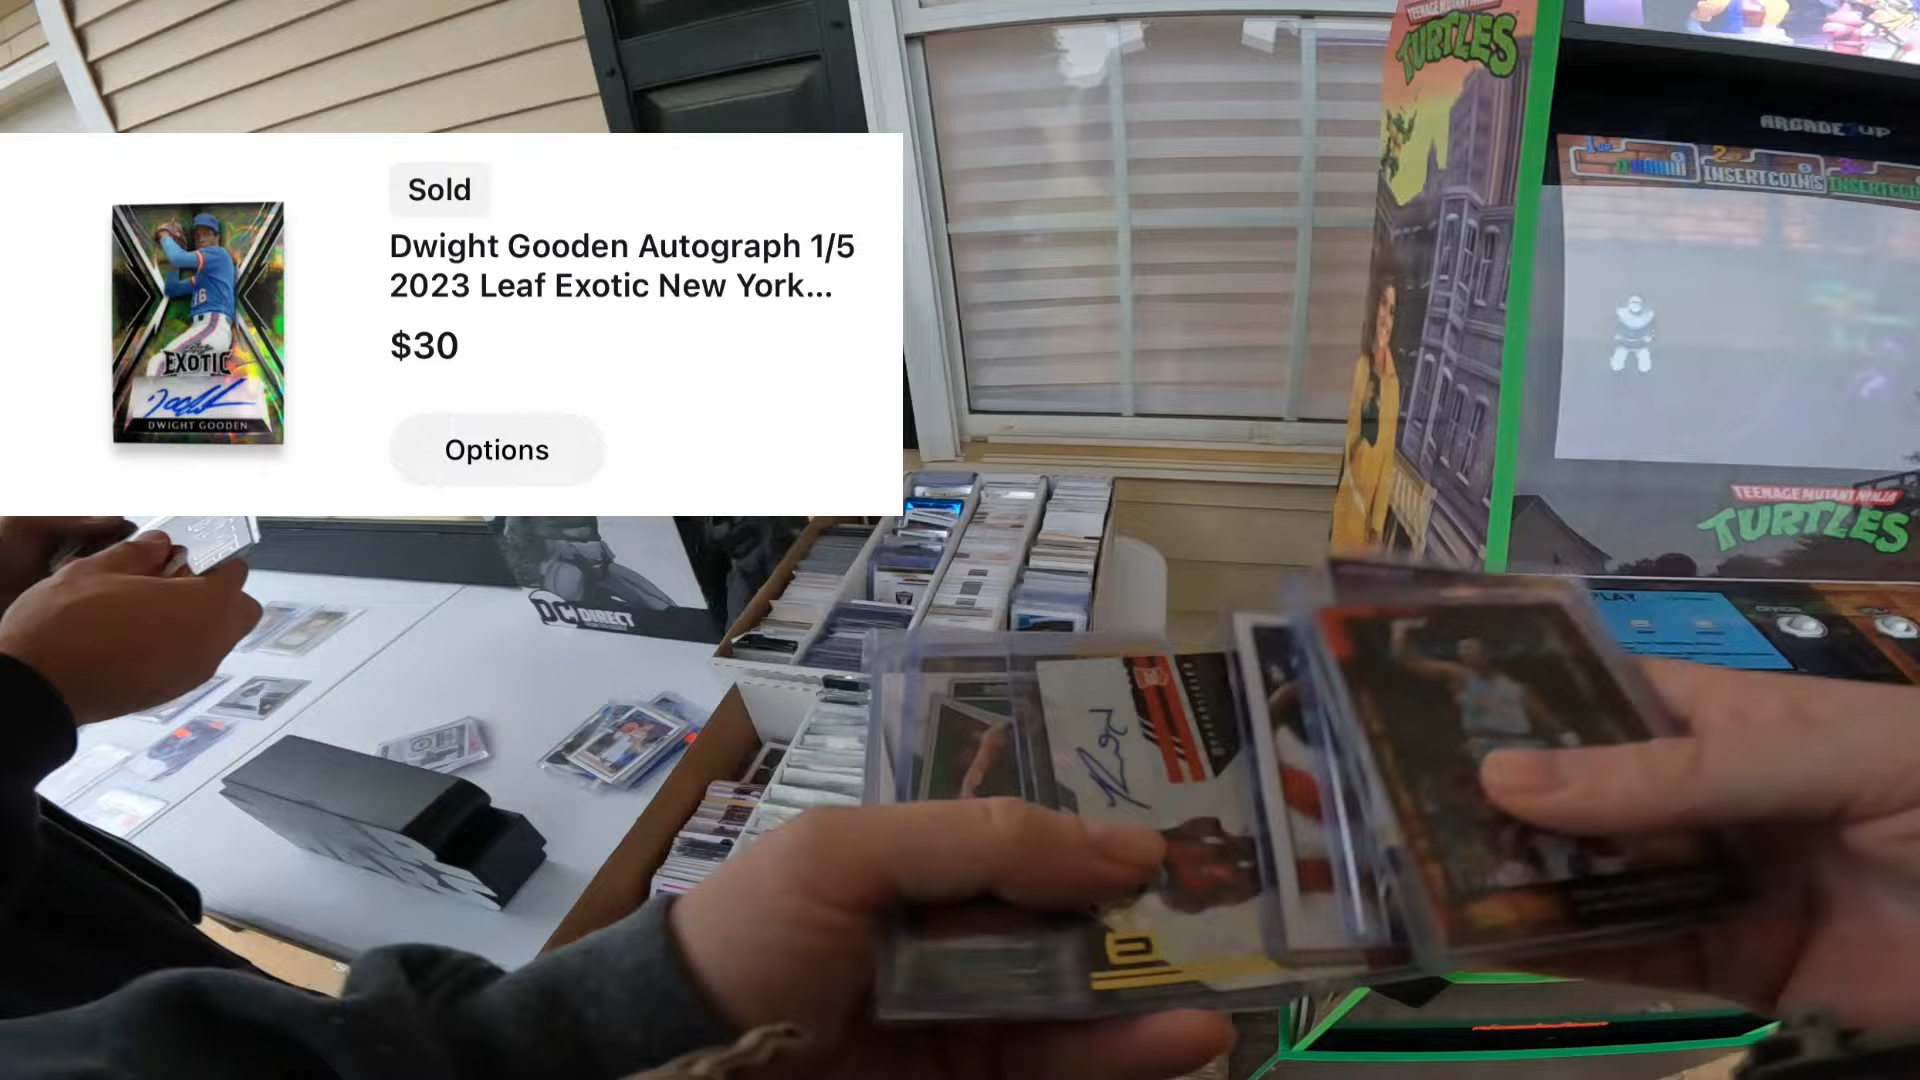 TEENAGE MUTANT NINJA
TURTLES
ARCADE1UP
INSERT COINS
Sold
Dwight Gooden Autograph 1/5
2023 Leaf Exotic New York...
$30
Options
EXOTIC
DWIGHT GOODEN
TEENAGE MUTANT NINJA
TURTLES
DC DIRECT